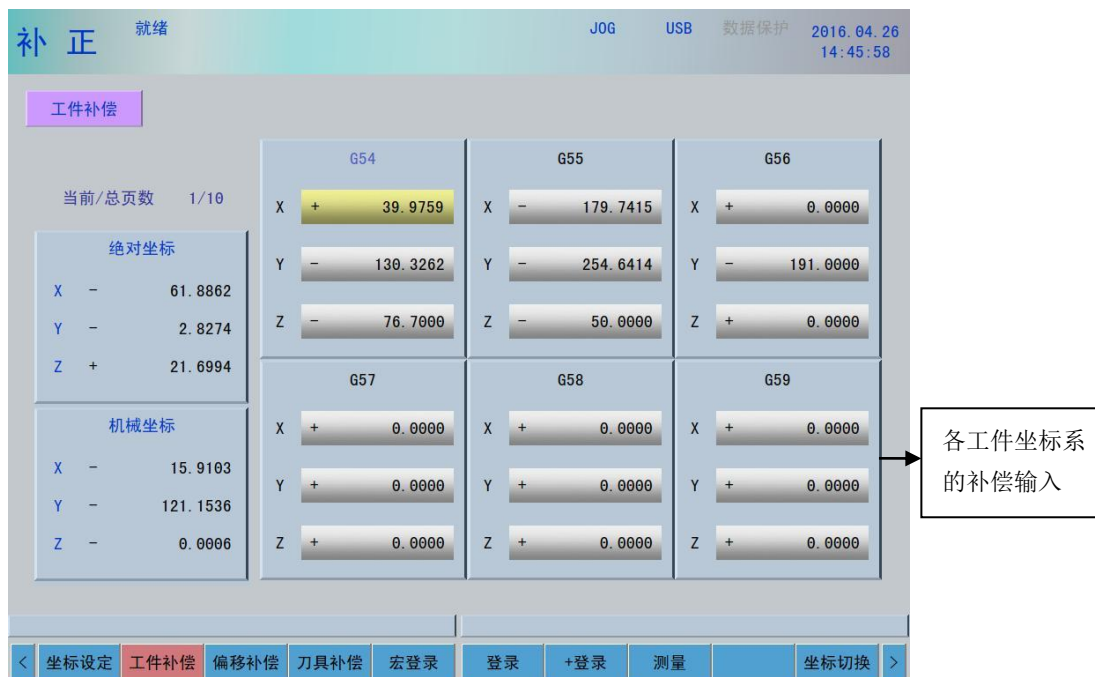 补 正 就绪 JOG USB 数据保护 2016.04.26
14:45:58
工件补偿
当前/总页数 1/10
绝对坐标
X - 61.8862
Y - 2.8274
Z + 21.6994
机械坐标
X - 15.9103
Y - 121.1536
Z - 0.0006
G54
X + 39.9759
Y - 130.3262
Z - 76.7000
G55
X - 179.7415
Y - 254.6414
Z - 50.0000
G56
X + 0.0000
Y - 191.0000
Z + 0.0000
G57
X + 0.0000
Y + 0.0000
Z + 0.0000
G58
X + 0.0000
Y + 0.0000
Z + 0.0000
G59
X + 0.0000
Y + 0.0000
Z + 0.0000
各工件坐标系
的补偿输入
< 坐标设定 工件补偿 偏移补偿 刀具补偿 宏登录 登录 +登录 测量 坐标切换 >